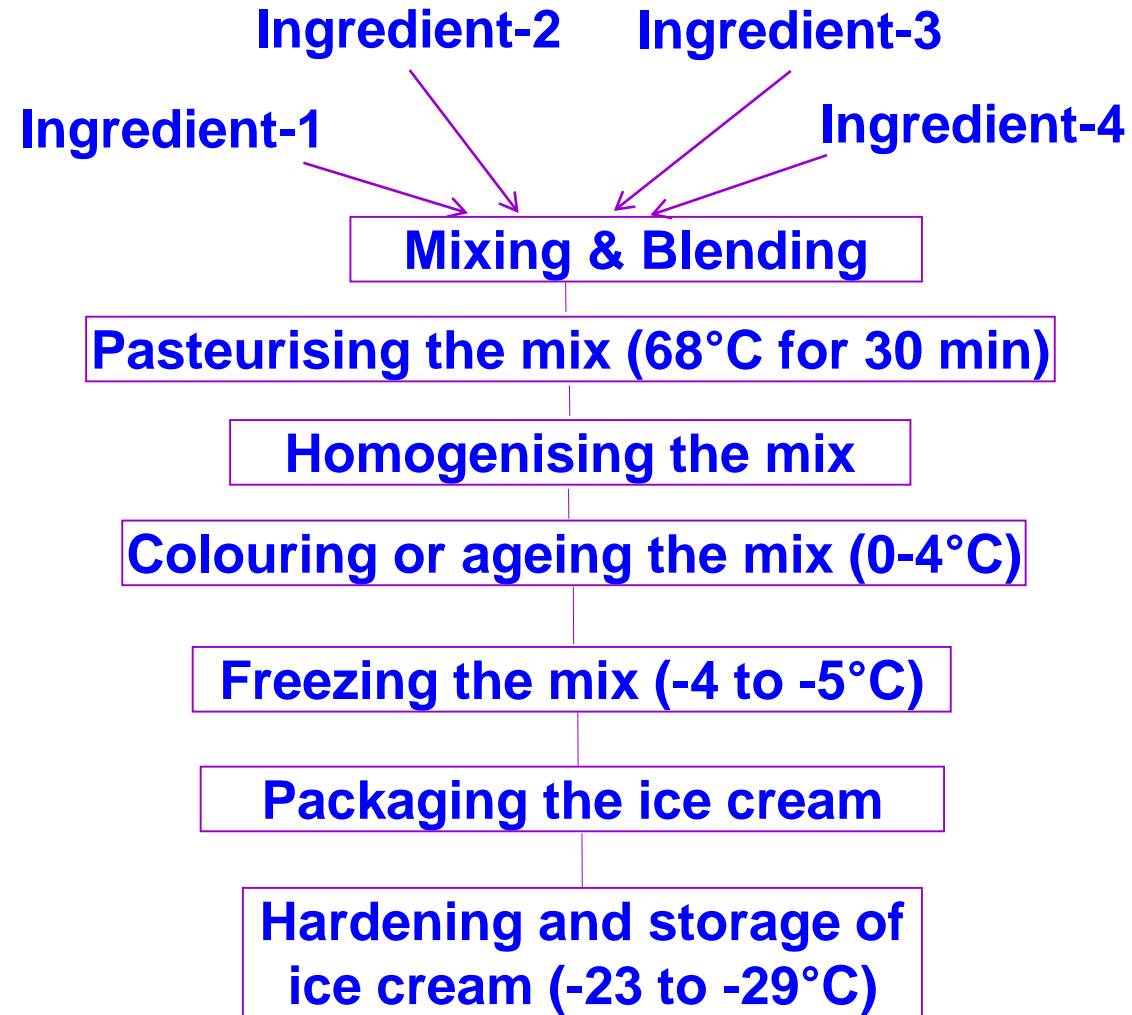 Ingredient-2
Ingredient-3
Ingredient-1
Ingredient-4
Mixing & Blending
Pasteurising the mix (68°C for 30 min)
Homogenising the mix
Colouring or ageing the mix (0-4°C)
Freezing the mix (-4 to -5°C)
Packaging the ice cream
Hardening and storage of
ice cream (-23 to -29°C)